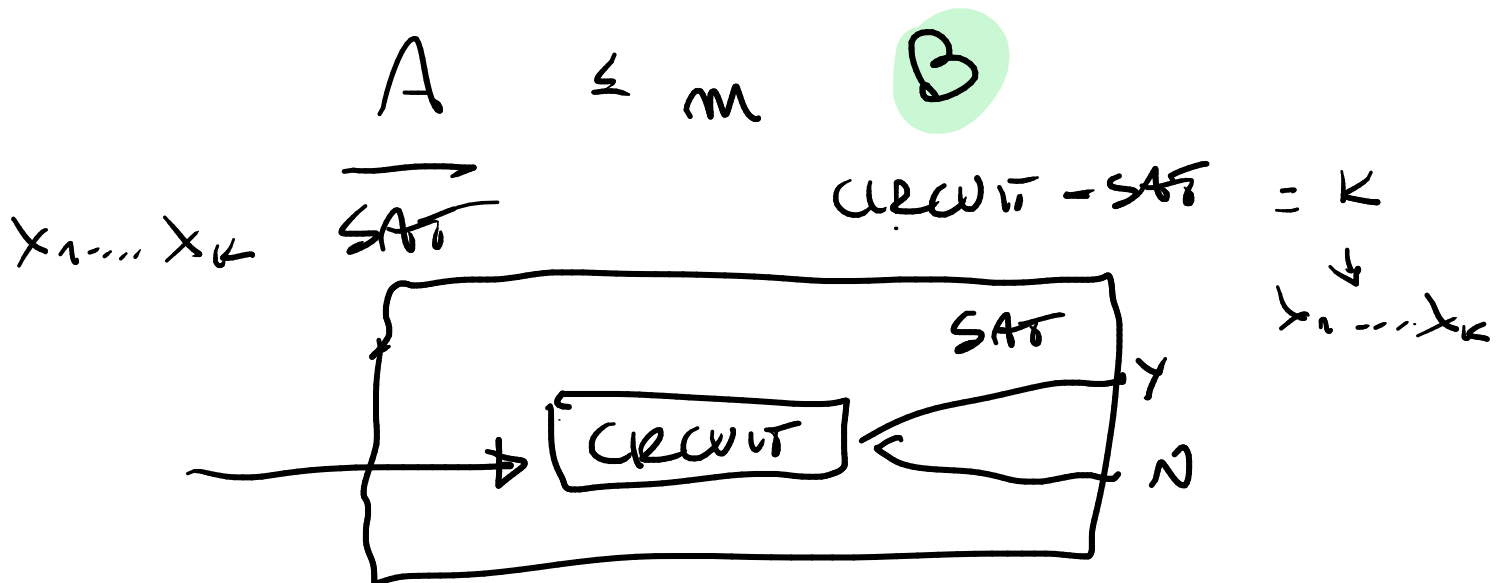 A ≤ m B
CIRCUIT - SAT = K
X1.... XK SAT
X1 .... XK
SAT
Y
CIRCUIT
N